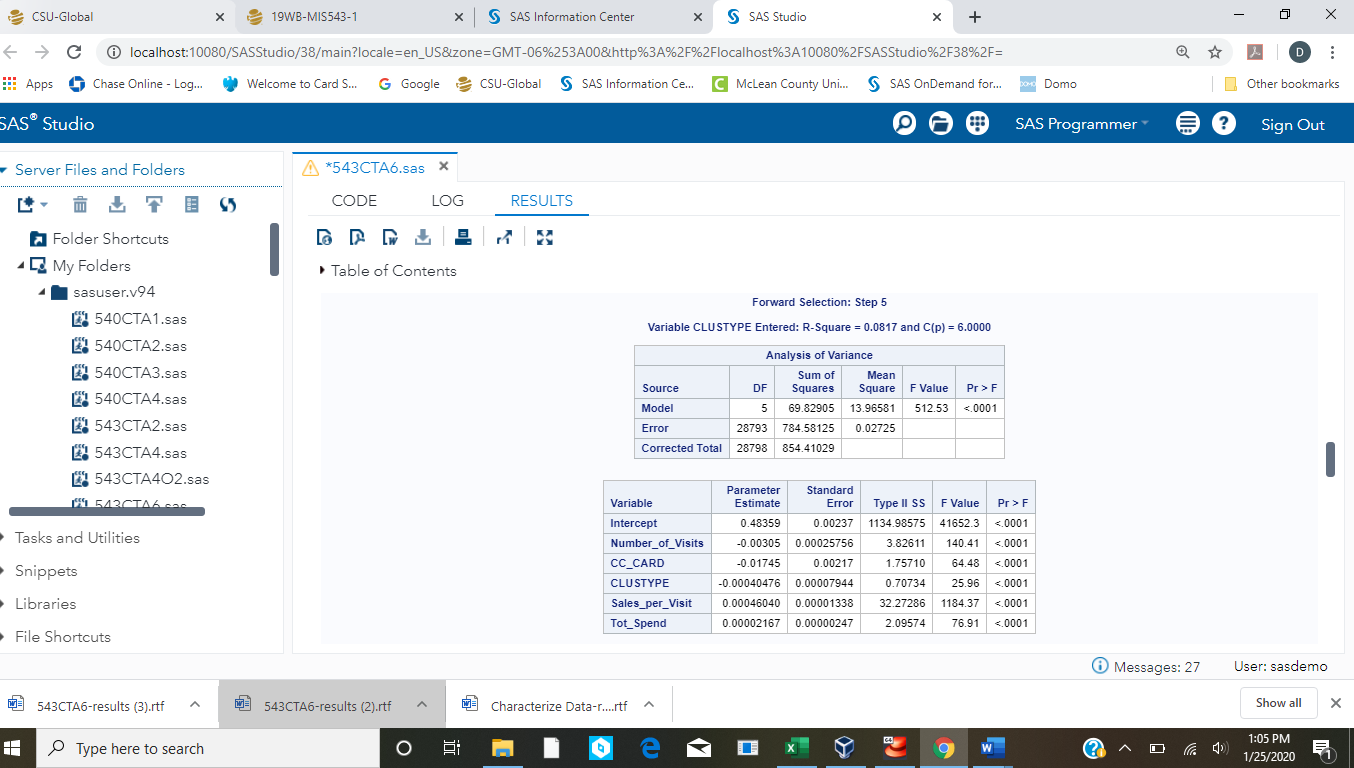 CSU-Global
19WB-MIS543-1
SAS Information Center
SAS Studio
localhost:10080/SASStudio/38/main?locale=en_US&zone=GMT-06%253A00&http%3A%2F%2Flocalhost%3A10080%2FSASStudio%2F38%2F=
D
Apps
Chase Online - Log...
Welcome to Card S...
Google
CSU-Global
SAS Information Ce...
McLean County Uni...
SAS OnDemand for...
Domo
Other bookmarks
SAS® Studio
SAS Programmer
Sign Out
Server Files and Folders
Folder Shortcuts
My Folders
sasuser.v94
540CTA1.sas
540CTA2.sas
540CTA3.sas
540CTA4.sas
543CTA2.sas
543CTA4.sas
543CTA4O2.sas
543CTA6.sas
Tasks and Utilities
Snippets
Libraries
File Shortcuts
*543CTA6.sas
CODE LOG RESULTS
Table of Contents
Forward Selection: Step 5
Variable CLUSTYPE Entered: R-Square = 0.0817 and C(p) = 6.0000
Analysis of Variance
Source DF Sum of Squares Mean Square F Value Pr > F
Model 5 69.82905 13.96581 512.53 <.0001
Error 28793 784.58125 0.02725
Corrected Total 28798 854.41029
Variable Parameter Estimate Standard Error Type II SS F Value Pr > F
Intercept 0.48359 0.00237 1134.98575 41652.3 <.0001
Number_of_Visits -0.00305 0.00025756 3.82611 140.41 <.0001
CC_CARD -0.01745 0.00217 1.75710 64.48 <.0001
CLUSTYPE -0.00040476 0.00007944 0.70734 25.96 <.0001
Sales_per_Visit 0.00046040 0.00001338 32.27286 1184.37 <.0001
Tot_Spend 0.00002167 0.00000247 2.09574 76.91 <.0001
Messages: 27
User: sasdemo
543CTA6-results (3).rtf
543CTA6-results (2).rtf
Characterize Data-r....rtf
Show all
Type here to search
1:05 PM
1/25/2020
1